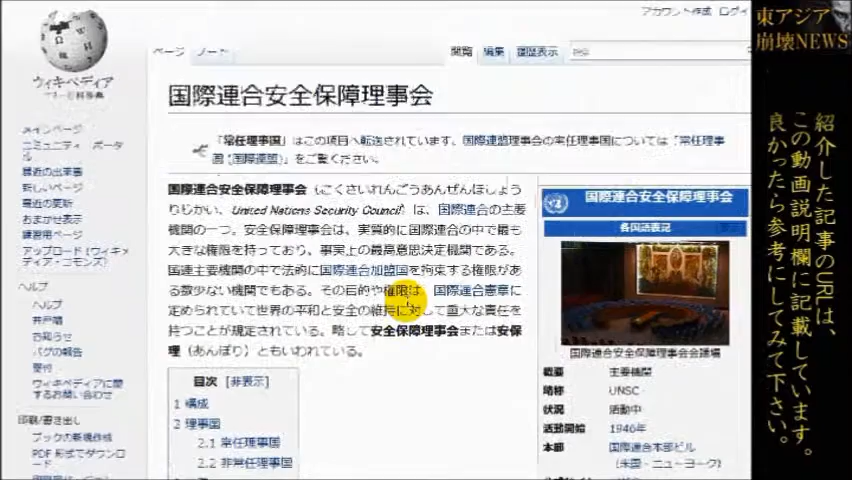 アカウント作成 ログイ
ウィキペディア
フリー百科事典
ページ ノート
閲覧 編集 履歴表示
国際連合安全保障理事会
「常任理事国」はこの項目へ転送されています。国際連盟理事会の常任理事国については「常任理事
国 (国際連盟)」をご覧ください。
国際連合安全保障理事会（こくさいれんごうあんぜんほしょう
りじかい、United Nations Security Council）は、国際連合の主要
機関の一つ。安全保障理事会は、実質的に国際連合の中で最も
大きな権限を持っており、事実上の最高意思決定機関である。
国連主要機関の中で法的に国際連合加盟国を拘束する権限があ
る数少ない機関でもある。その目的や権限は、国際連合憲章に
定められていて世界の平和と安全の維持に対して重大な責任を
持つことが規定されている。略して安全保障理事会または安保
理（あんぽり）ともいわれている。
目次 [非表示]
1 構成
2 理事国
2.1 常任理事国
2.2 非常任理事国
メインページ
コミュニティ・ポータ
ル
最近の出来事
新しいページ
最近の更新
おまかせ表示
練習用ページ
アップロード (ウィキメ
ディア・コモンズ)
ヘルプ
ヘルプ
井戸端
お知らせ
バグの報告
寄付
ウィキペディアに関
するお問い合わせ
印刷/書き出し
ブックの新規作成
PDF 形式でダウンロ
ード
国際連合安全保障理事会
各国語表記
国際連合安全保障理事会会議場
概要 主要機関
略称 UNSC
状況 活動中
活動開始 1946年
本部 国際連合本部ビル
（米国・ニューヨーク）
東アジア
崩壊NEWS
紹介した記事のURLは、
この動画説明欄に記載しています。
良かったら参考にしてみて下さい。